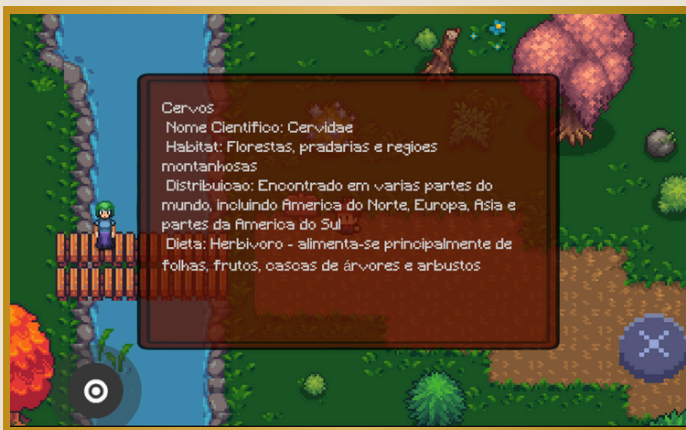 Cervos
Nome Cientifico: Cervidae
Habitat: Florestas, pradarias e regioes
montanhosas
Distribuicao: Encontrado em varias partes do
mundo, incluindo America do Norte, Europa, Asia e
partes da America do Sul
Dieta: Herbivoro - alimenta-se principalmente de
folhas, frutos, cascas de árvores e arbustos